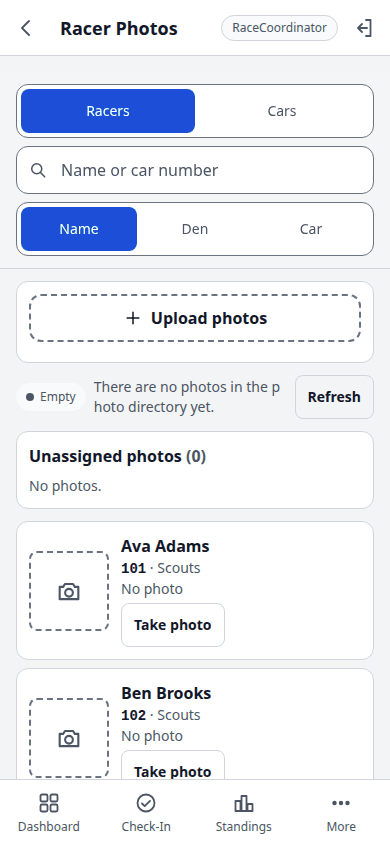 Racer Photos
RaceCoordinator
Racers
Cars
Name or car number
Name
Den
Car
Upload photos
Empty
There are no photos in the p
hoto directory yet.
Refresh
Unassigned photos (0)
No photos.
Ava Adams
101 · Scouts
No photo
Take photo
Ben Brooks
102 · Scouts
No photo
Take photo
Dashboard
Check-In
Standings
More